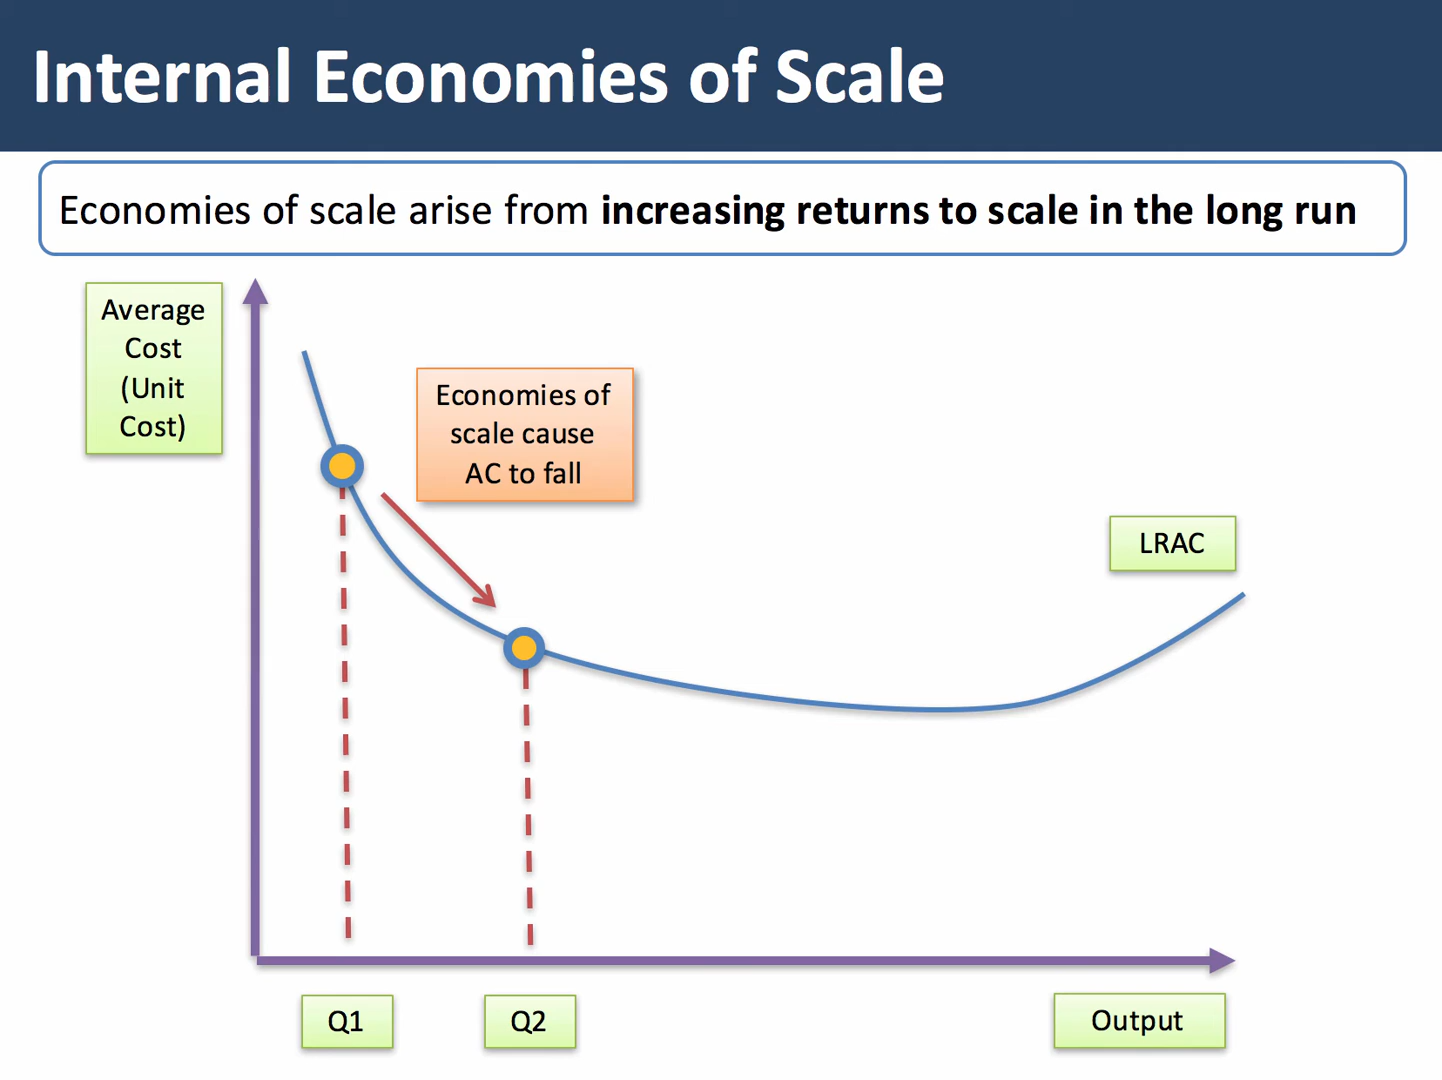 Internal Economies of Scale
Economies of scale arise from increasing returns to scale in the long run
Average
Cost
(Unit
Cost)
Economies of
scale cause
AC to fall
LRAC
Q1
Q2
Output